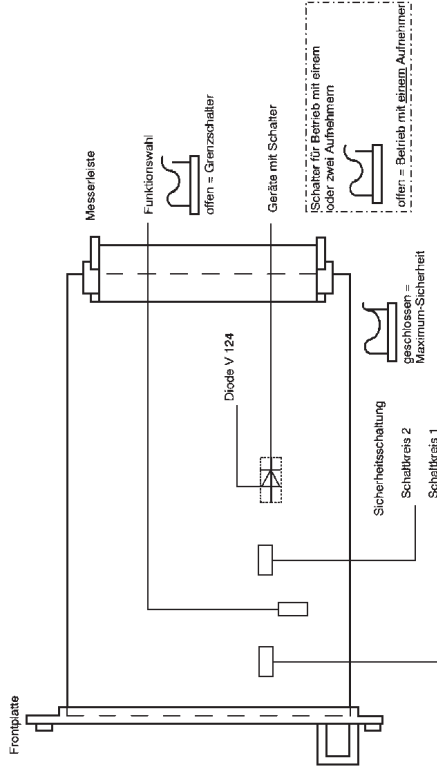 Frontplatte
Messerleiste
Funktionswahl
offen = Grenzschalter
Diode V 124
Geräte mit Schalter
Schalter für Betrieb mit einem
oder zwei Aufnehmern
offen = Betrieb mit einem Aufnehmer
geschlossen =
Maximum-Sicherheit
Sicherheitsschaltung
Schaltkreis 2
Schaltkreis 1